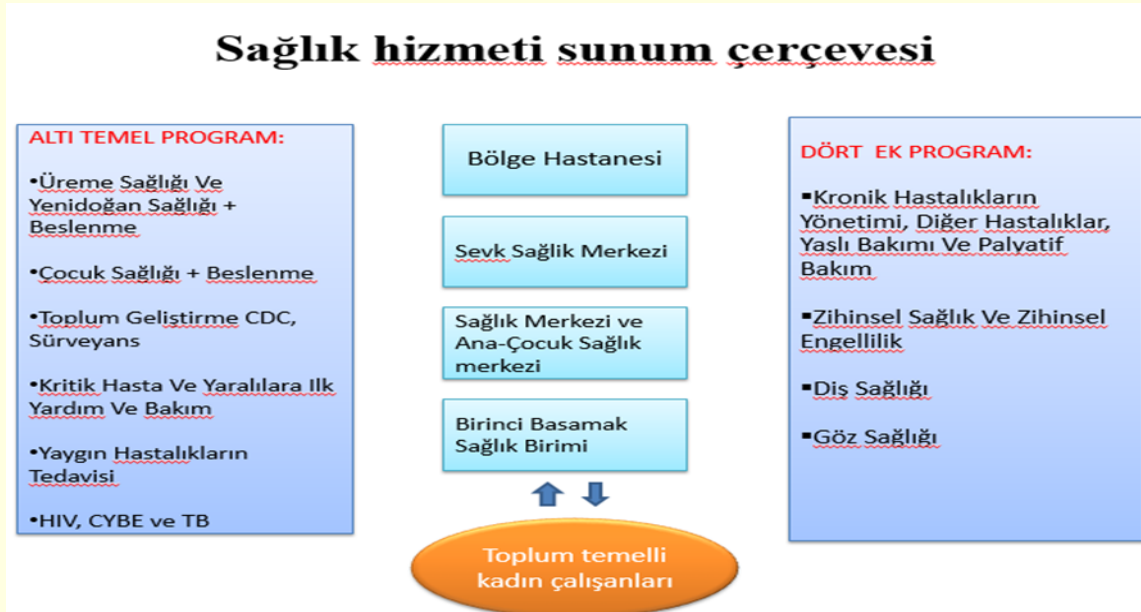 Sağlık hizmeti sunum çerçevesi
ALTI TEMEL PROGRAM:
•Üreme Sağlığı Ve
Yenidoğan Sağlığı +
Beslenme
•Çocuk Sağlığı + Beslenme
•Toplum Geliştirme CDC,
Sürveyans
•Kritik Hasta Ve Yaralılara Ilk
Yardım Ve Bakım
•Yaygın Hastalıkların
Tedavisi
•HIV, CYBE ve TB
Bölge Hastanesi
Sevk Sağlik Merkezi
Sağlık Merkezi ve
Ana-Çocuk Sağlık
merkezi
Birinci Basamak
Sağlık Birimi
Toplum temelli
kadın çalışanları
DÖRT EK PROGRAM:
▪Kronik Hastalıkların
Yönetimi, Diğer Hastalıklar,
Yaşlı Bakımı Ve Palyatif
Bakım
▪Zihinsel Sağlık Ve Zihinsel
Engellilik
▪Diş Sağlığı
▪Göz Sağlığı